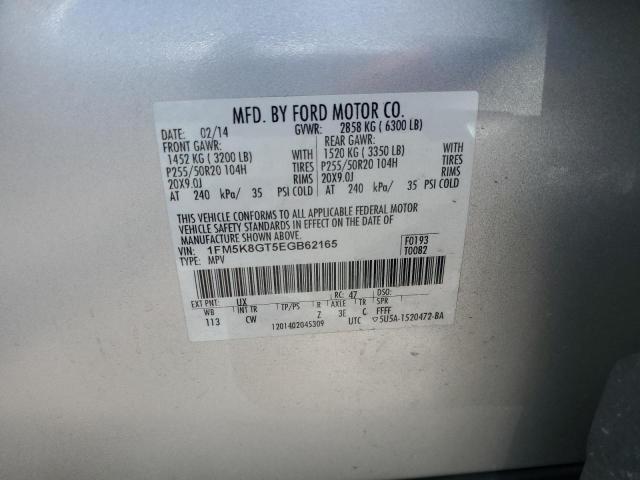 MFD. BY FORD MOTOR CO.
DATE: 02/14 GVWR: 2858 KG ( 6300 LB)
FRONT GAWR: REAR GAWR:
1452 KG ( 3200 LB) WITH 1520 KG ( 3350 LB) WITH
P255/50R20 104H TIRES P255/50R20 104H TIRES
20X9.0J RIMS 20X9.0J RIMS
AT 240 kPa/ 35 PSI COLD AT 240 kPa/ 35 PSI COLD
THIS VEHICLE CONFORMS TO ALL APPLICABLE FEDERAL MOTOR
VEHICLE SAFETY STANDARDS IN EFFECT ON THE DATE OF
MANUFACTURE SHOWN ABOVE.
VIN: 1FM5K8GT5EGB62165 F0193
TYPE: MPV T0082
EXT PNT: UX RC: 47
WB INT TR TP/PS R AXLE TR SPR
113 CW Z 3E C FFFF
1201402045309 UTC ▽5U5A-1520472-BA